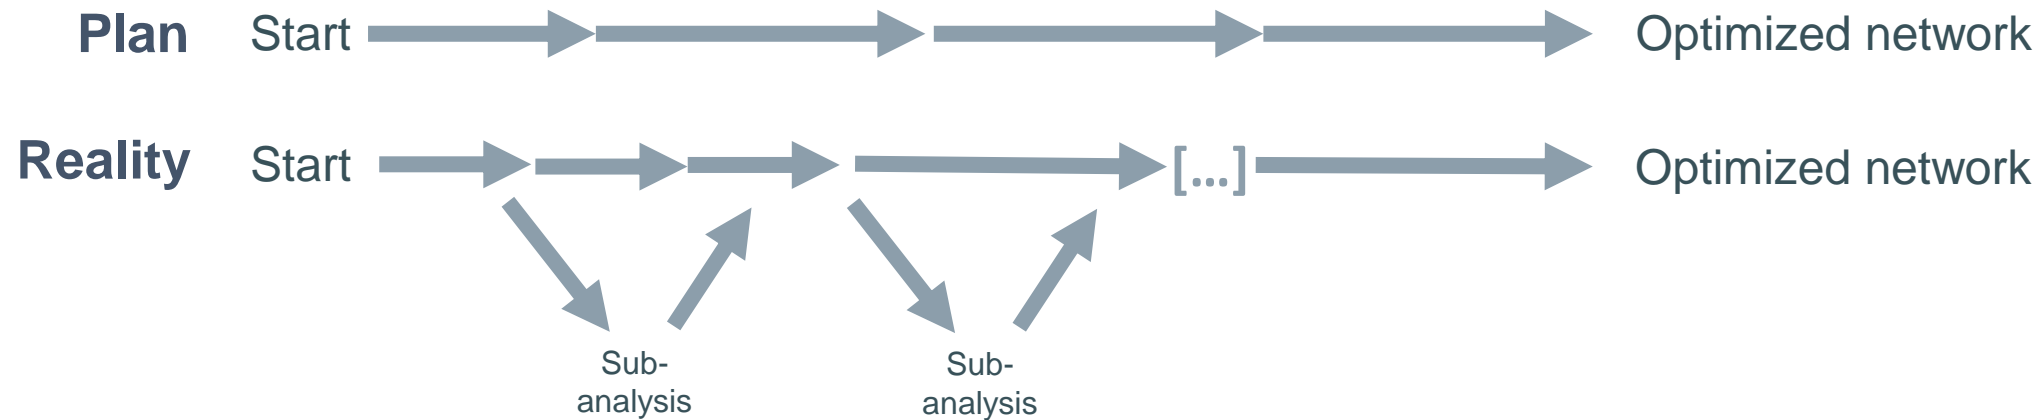 Plan Start Optimized network
Reality Start [...] Optimized network
Sub-
analysis
Sub-
analysis